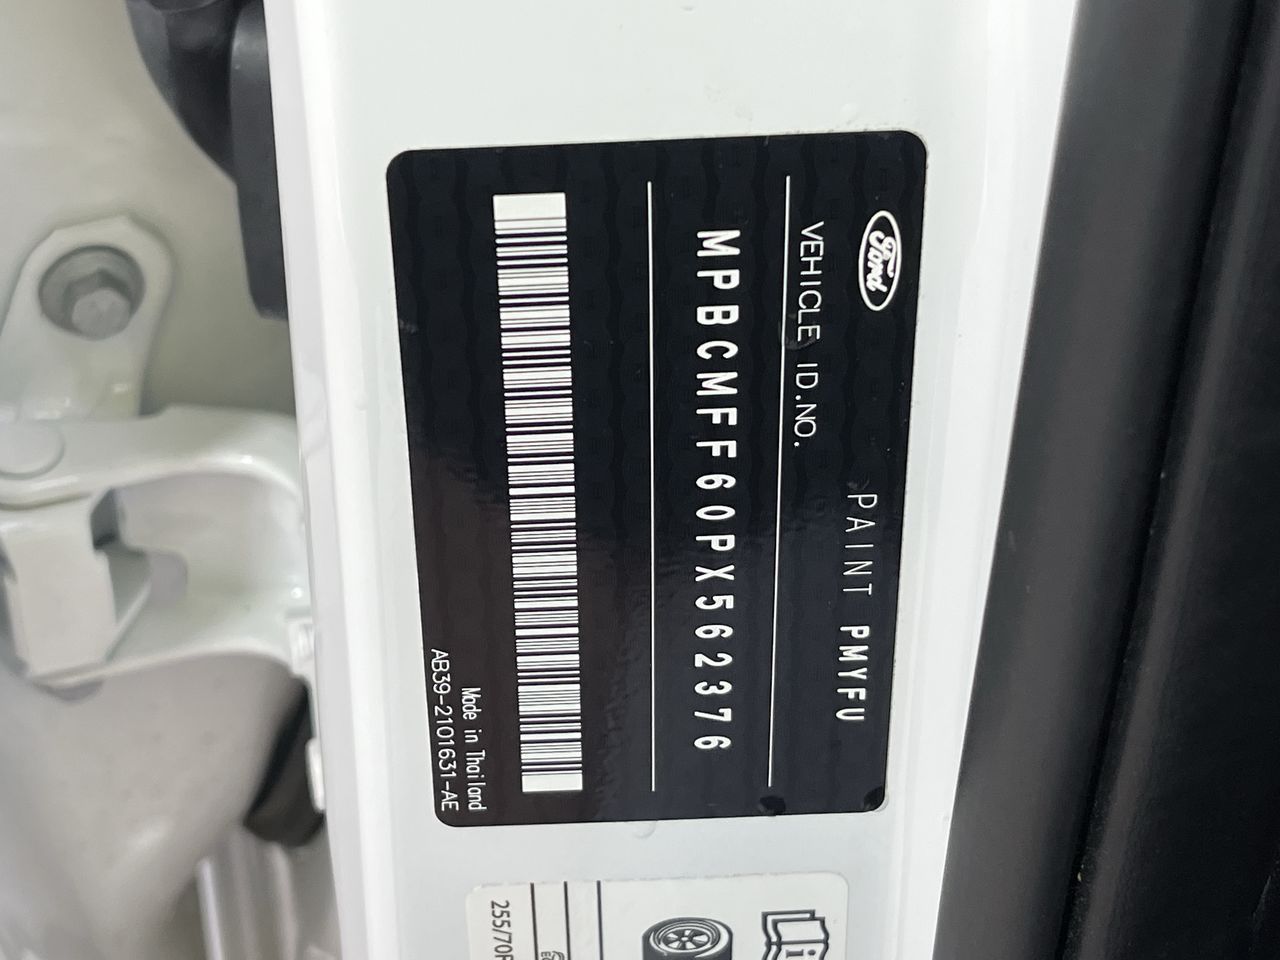 Ford
PAINT PMYFU
VEHICLE ID.NO.
MPBCMFF60PX562376
Made in Thailand
AB39-2101631-AE
i
255/70R